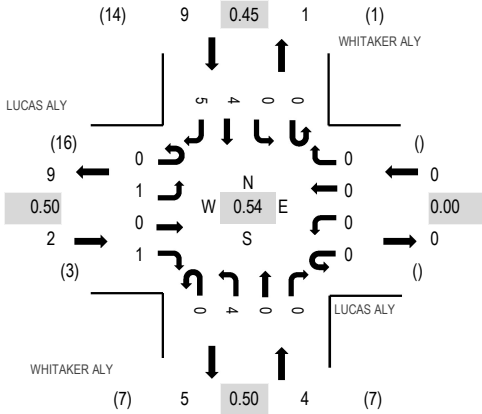 (14) 9 0.45 1 (1)
WHITAKER ALY
5 4 0 0
LUCAS ALY
(16) 0 0 ()
9 1 N 0 0
0.50 0 W 0.54 E 0 0.00
2 1 S 0 0
(3) ()
0 4 0 0
LUCAS ALY
WHITAKER ALY
(7) 5 0.50 4 (7)